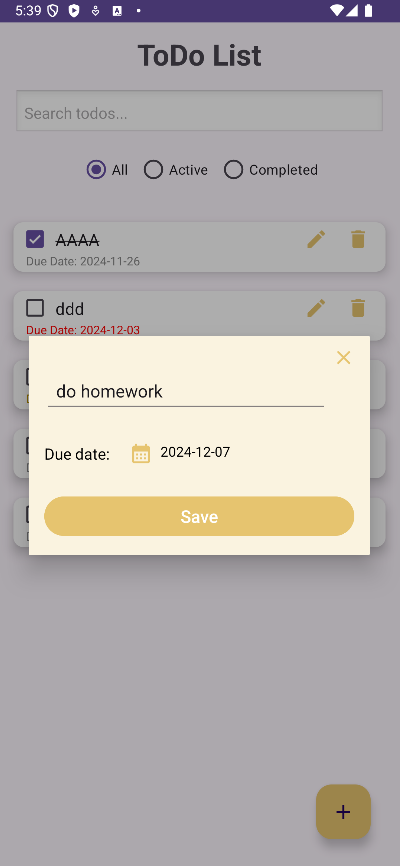 5:39
ToDo List
Search todos...
All Active Completed
AAAA
Due Date: 2024-11-26
ddd
Due Date: 2024-12-03
do homework
Due date: 2024-12-07
Save